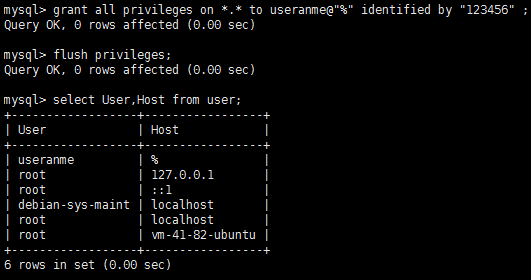 mysql> grant all privileges on *.* to useranme@"%" identified by "123456" ;
Query OK, 0 rows affected (0.00 sec)
mysql> flush privileges;
Query OK, 0 rows affected (0.00 sec)
mysql> select User,Host from user;
+------------------+----------------+
| User             | Host           |
+------------------+----------------+
| useranme         | %              |
| root             | 127.0.0.1      |
| root             | ::1            |
| debian-sys-maint | localhost      |
| root             | localhost      |
| root             | vm-41-82-ubuntu |
+------------------+----------------+
6 rows in set (0.00 sec)